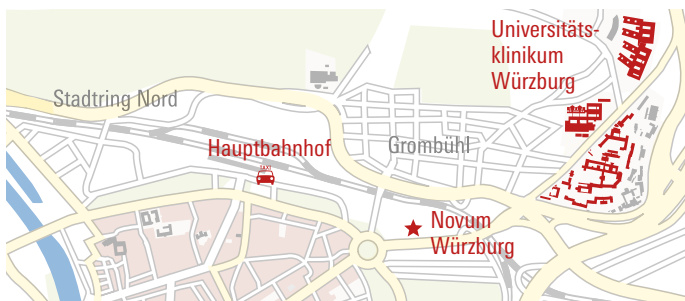 Universitäts-
klinikum
Würzburg
Stadtring Nord
Hauptbahnhof
Grombühl
TAXI
Novum
Würzburg